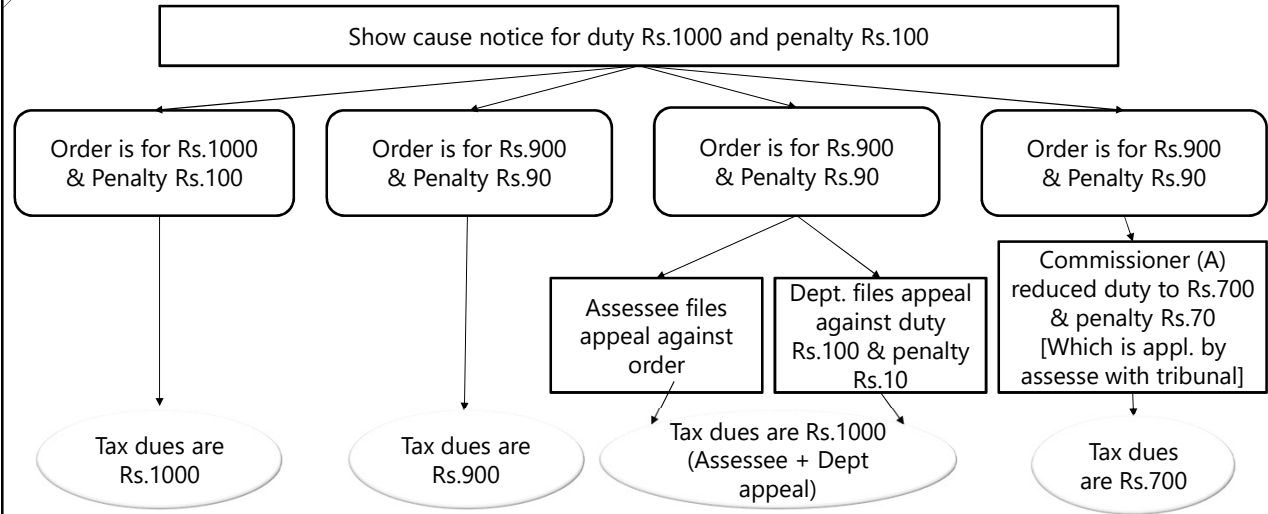 Show cause notice for duty Rs.1000 and penalty Rs.100
Order is for Rs.1000
& Penalty Rs.100
Order is for Rs.900
& Penalty Rs.90
Order is for Rs.900
& Penalty Rs.90
Order is for Rs.900
& Penalty Rs.90
Assessee files
appeal against
order
Dept. files appeal
against duty
Rs.100 & penalty
Rs.10
Commissioner (A)
reduced duty to Rs.700
& penalty Rs.70
[Which is appl. by
assesse with tribunal]
Tax dues are
Rs.1000
Tax dues are
Rs.900
Tax dues are Rs.1000
(Assessee + Dept
appeal)
Tax dues
are Rs.700